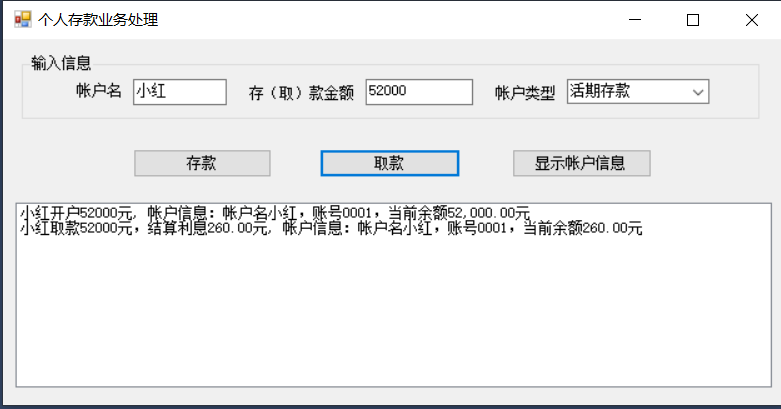 个人存款业务处理
输入信息
帐户名 小红 存（取）款金额 52000 帐户类型 活期存款
存款 取款 显示帐户信息
小红开户52000元, 帐户信息：帐户名小红，账号0001，当前余额52,000.00元
小红取款52000元，结算利息260.00元, 帐户信息：帐户名小红，账号0001，当前余额260.00元